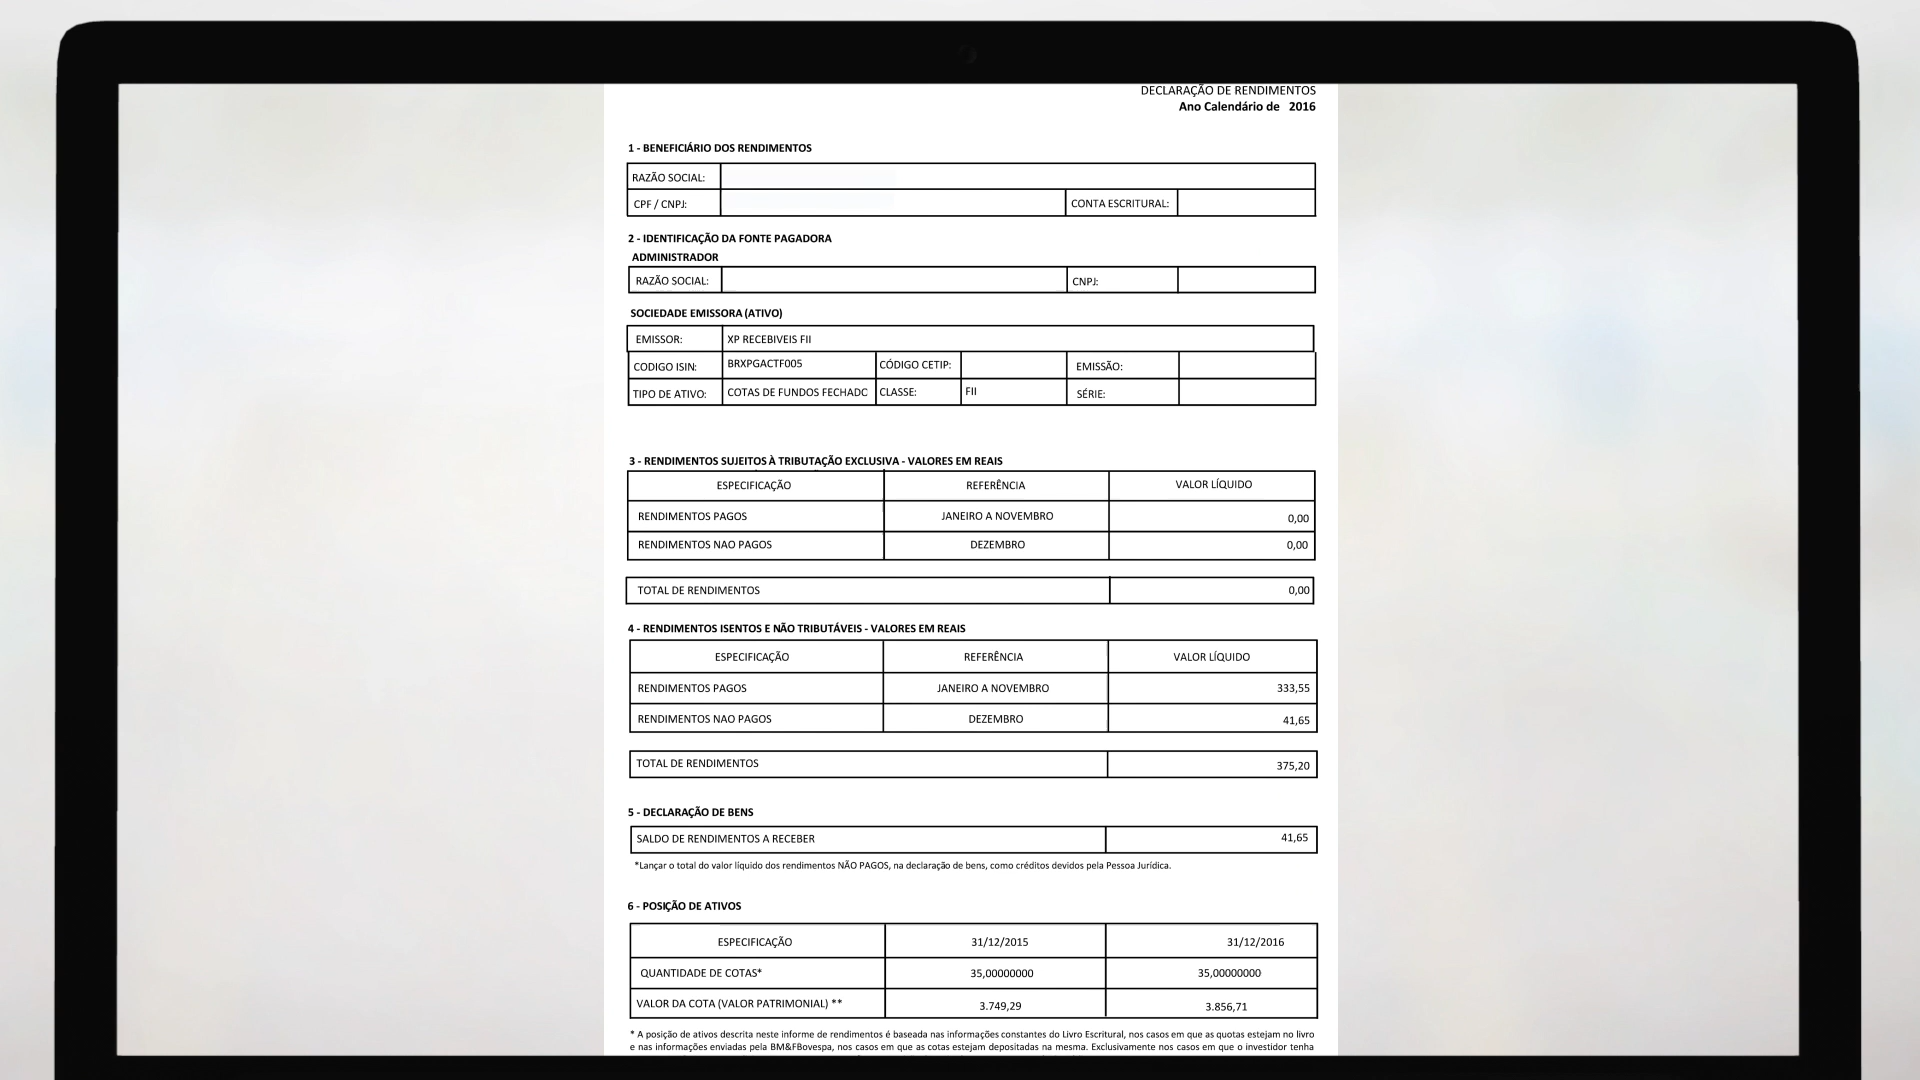 DECLARAÇÃO DE RENDIMENTOS
Ano Calendário de 2016
1 - BENEFICIÁRIO DOS RENDIMENTOS
RAZÃO SOCIAL:
CPF / CNPJ: CONTA ESCRITURAL:
2 - IDENTIFICAÇÃO DA FONTE PAGADORA
ADMINISTRADOR
RAZÃO SOCIAL: CNPJ:
SOCIEDADE EMISSORA (ATIVO)
EMISSOR: XP RECEBIVEIS FII
CODIGO ISIN: BRXPGACTF005 CÓDIGO CETIP: EMISSÃO:
TIPO DE ATIVO: COTAS DE FUNDOS FECHADC CLASSE: FII SÉRIE:
3 - RENDIMENTOS SUJEITOS À TRIBUTAÇÃO EXCLUSIVA - VALORES EM REAIS
ESPECIFICAÇÃO REFERÊNCIA VALOR LÍQUIDO
RENDIMENTOS PAGOS JANEIRO A NOVEMBRO 0,00
RENDIMENTOS NAO PAGOS DEZEMBRO 0,00
TOTAL DE RENDIMENTOS 0,00
4 - RENDIMENTOS ISENTOS E NÃO TRIBUTÁVEIS - VALORES EM REAIS
ESPECIFICAÇÃO REFERÊNCIA VALOR LÍQUIDO
RENDIMENTOS PAGOS JANEIRO A NOVEMBRO 333,55
RENDIMENTOS NAO PAGOS DEZEMBRO 41,65
TOTAL DE RENDIMENTOS 375,20
5 - DECLARAÇÃO DE BENS
SALDO DE RENDIMENTOS A RECEBER 41,65
*Lançar o total do valor líquido dos rendimentos NÃO PAGOS, na declaração de bens, como créditos devidos pela Pessoa Jurídica.
6 - POSIÇÃO DE ATIVOS
ESPECIFICAÇÃO 31/12/2015 31/12/2016
QUANTIDADE DE COTAS* 35,00000000 35,00000000
VALOR DA COTA (VALOR PATRIMONIAL) ** 3.749,29 3.856,71
* A posição de ativos descrita neste informe de rendimentos é baseada nas informações constantes do Livro Escritural, nos casos em que as quotas estejam no livro
e nas informações enviadas pela BM&FBovespa, nos casos em que as cotas estejam depositadas na mesma. Exclusivamente nos casos em que o investidor tenha